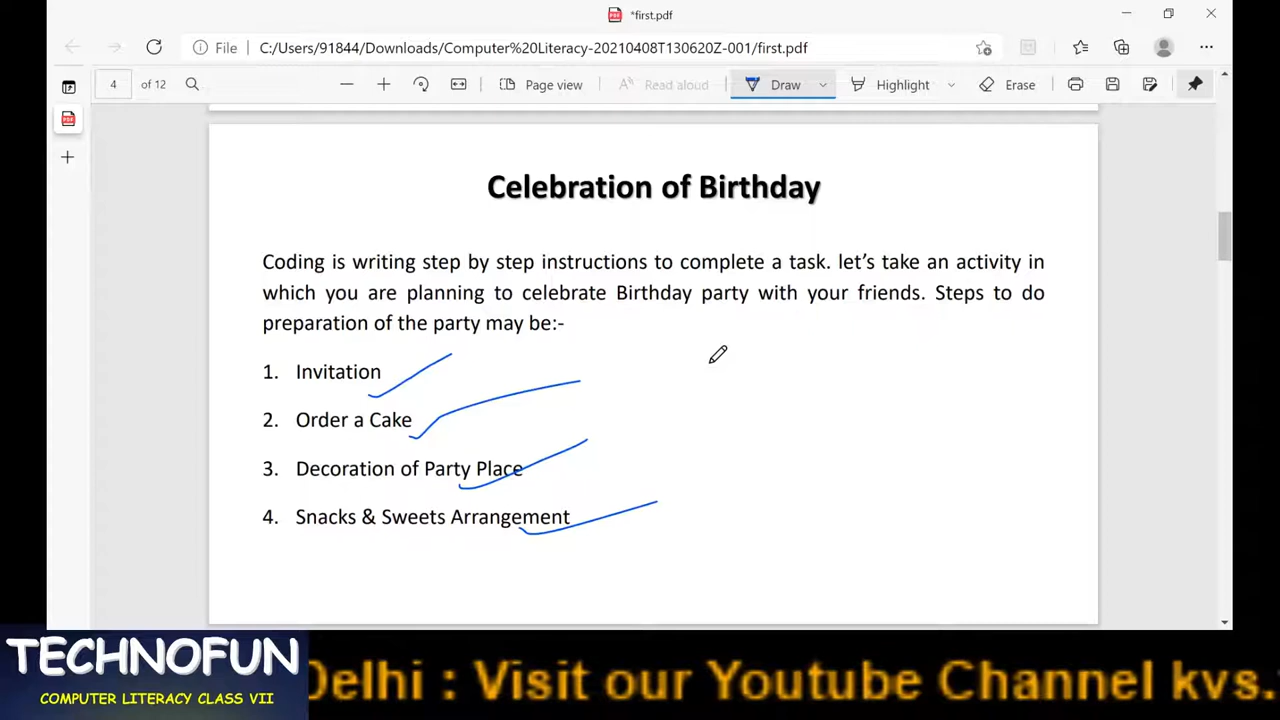 *first.pdf
File
C:/Users/91844/Downloads/Computer%20Literacy-20210408T130620Z-001/first.pdf
4 of 12
Page view
Read aloud
Draw
Highlight
Erase
Celebration of Birthday
Coding is writing step by step instructions to complete a task. let's take an activity in
which you are planning to celebrate Birthday party with your friends. Steps to do
preparation of the party may be:-
1. Invitation
2. Order a Cake
3. Decoration of Party Place
4. Snacks & Sweets Arrangement
TECHNOFUN
COMPUTER LITERACY CLASS VII
Delhi : Visit our Youtube Channel kvs.